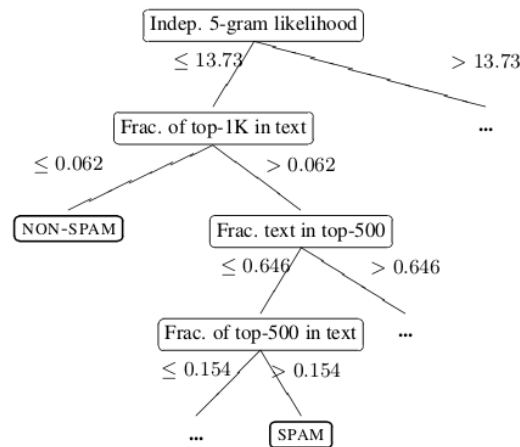 Indep. 5-gram likelihood
≤ 13.73
> 13.73
Frac. of top-1K in text
...
≤ 0.062
> 0.062
NON-SPAM
Frac. text in top-500
≤ 0.646
> 0.646
Frac. of top-500 in text
...
≤ 0.154
> 0.154
...
SPAM